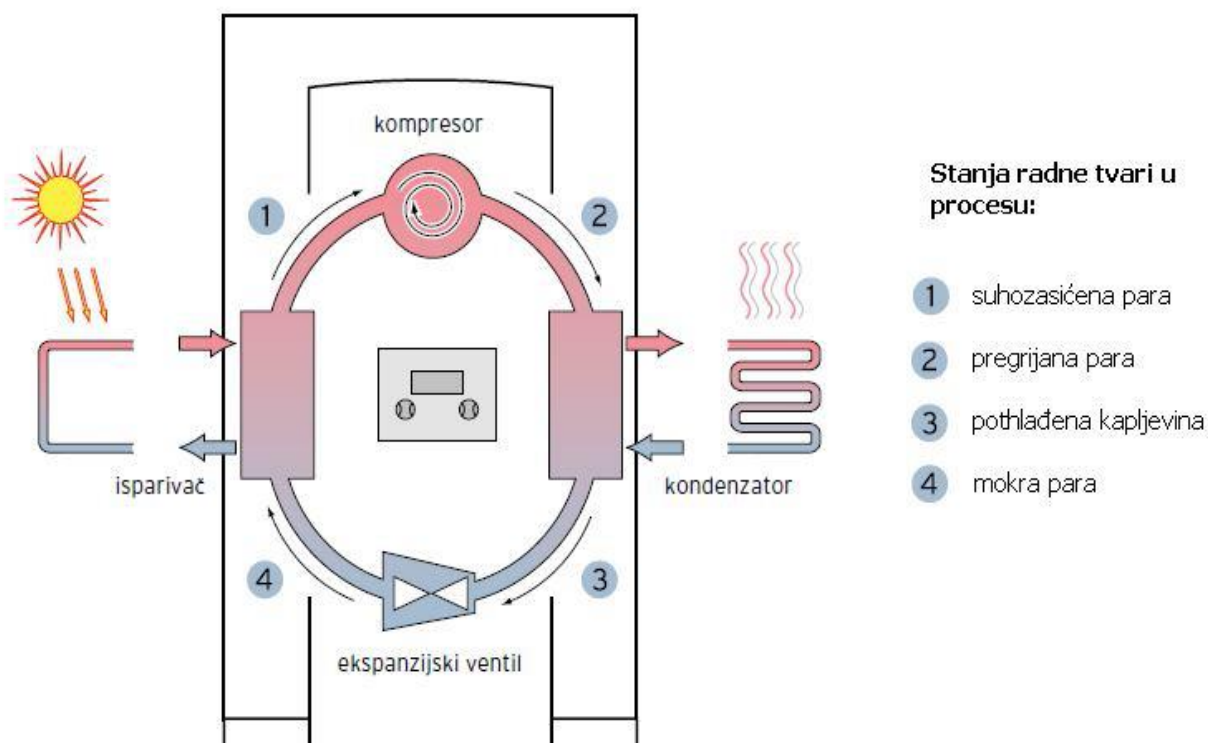 kompresor
1
2
isparivač
kondenzator
4
3
ekspanzijski ventil
Stanja radne tvari u
procesu:
1 suhozasićena para
2 pregrijana para
3 pothlađena kapljevina
4 mokra para